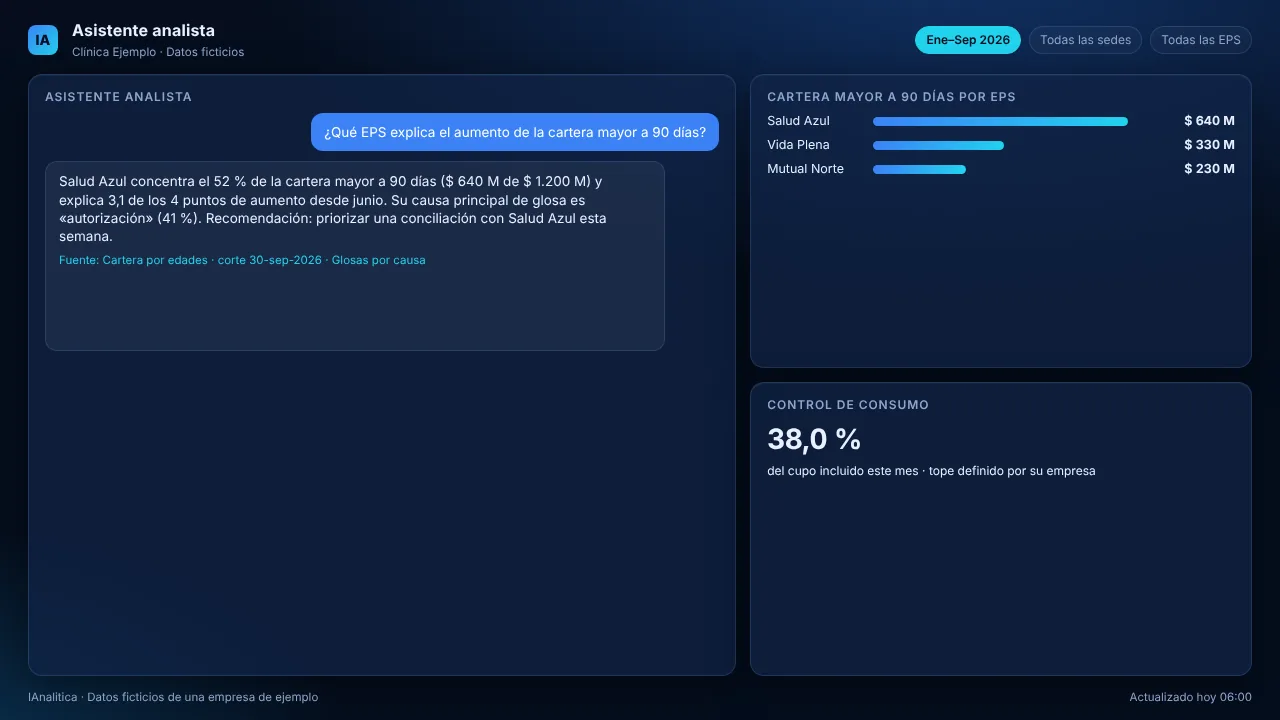 IA
Asistente analista
Clínica Ejemplo · Datos ficticios
Ene–Sep 2026
Todas las sedes
Todas las EPS
ASISTENTE ANALISTA
¿Qué EPS explica el aumento de la cartera mayor a 90 días?
Salud Azul concentra el 52 % de la cartera mayor a 90 días ($ 640 M de $ 1.200 M) y
explica 3,1 de los 4 puntos de aumento desde junio. Su causa principal de glosa es
«autorización» (41 %). Recomendación: priorizar una conciliación con Salud Azul esta
semana.
Fuente: Cartera por edades · corte 30-sep-2026 · Glosas por causa
CARTERA MAYOR A 90 DÍAS POR EPS
Salud Azul $ 640 M
Vida Plena $ 330 M
Mutual Norte $ 230 M
CONTROL DE CONSUMO
38,0 %
del cupo incluido este mes · tope definido por su empresa
IAnalitica · Datos ficticios de una empresa de ejemplo
Actualizado hoy 06:00